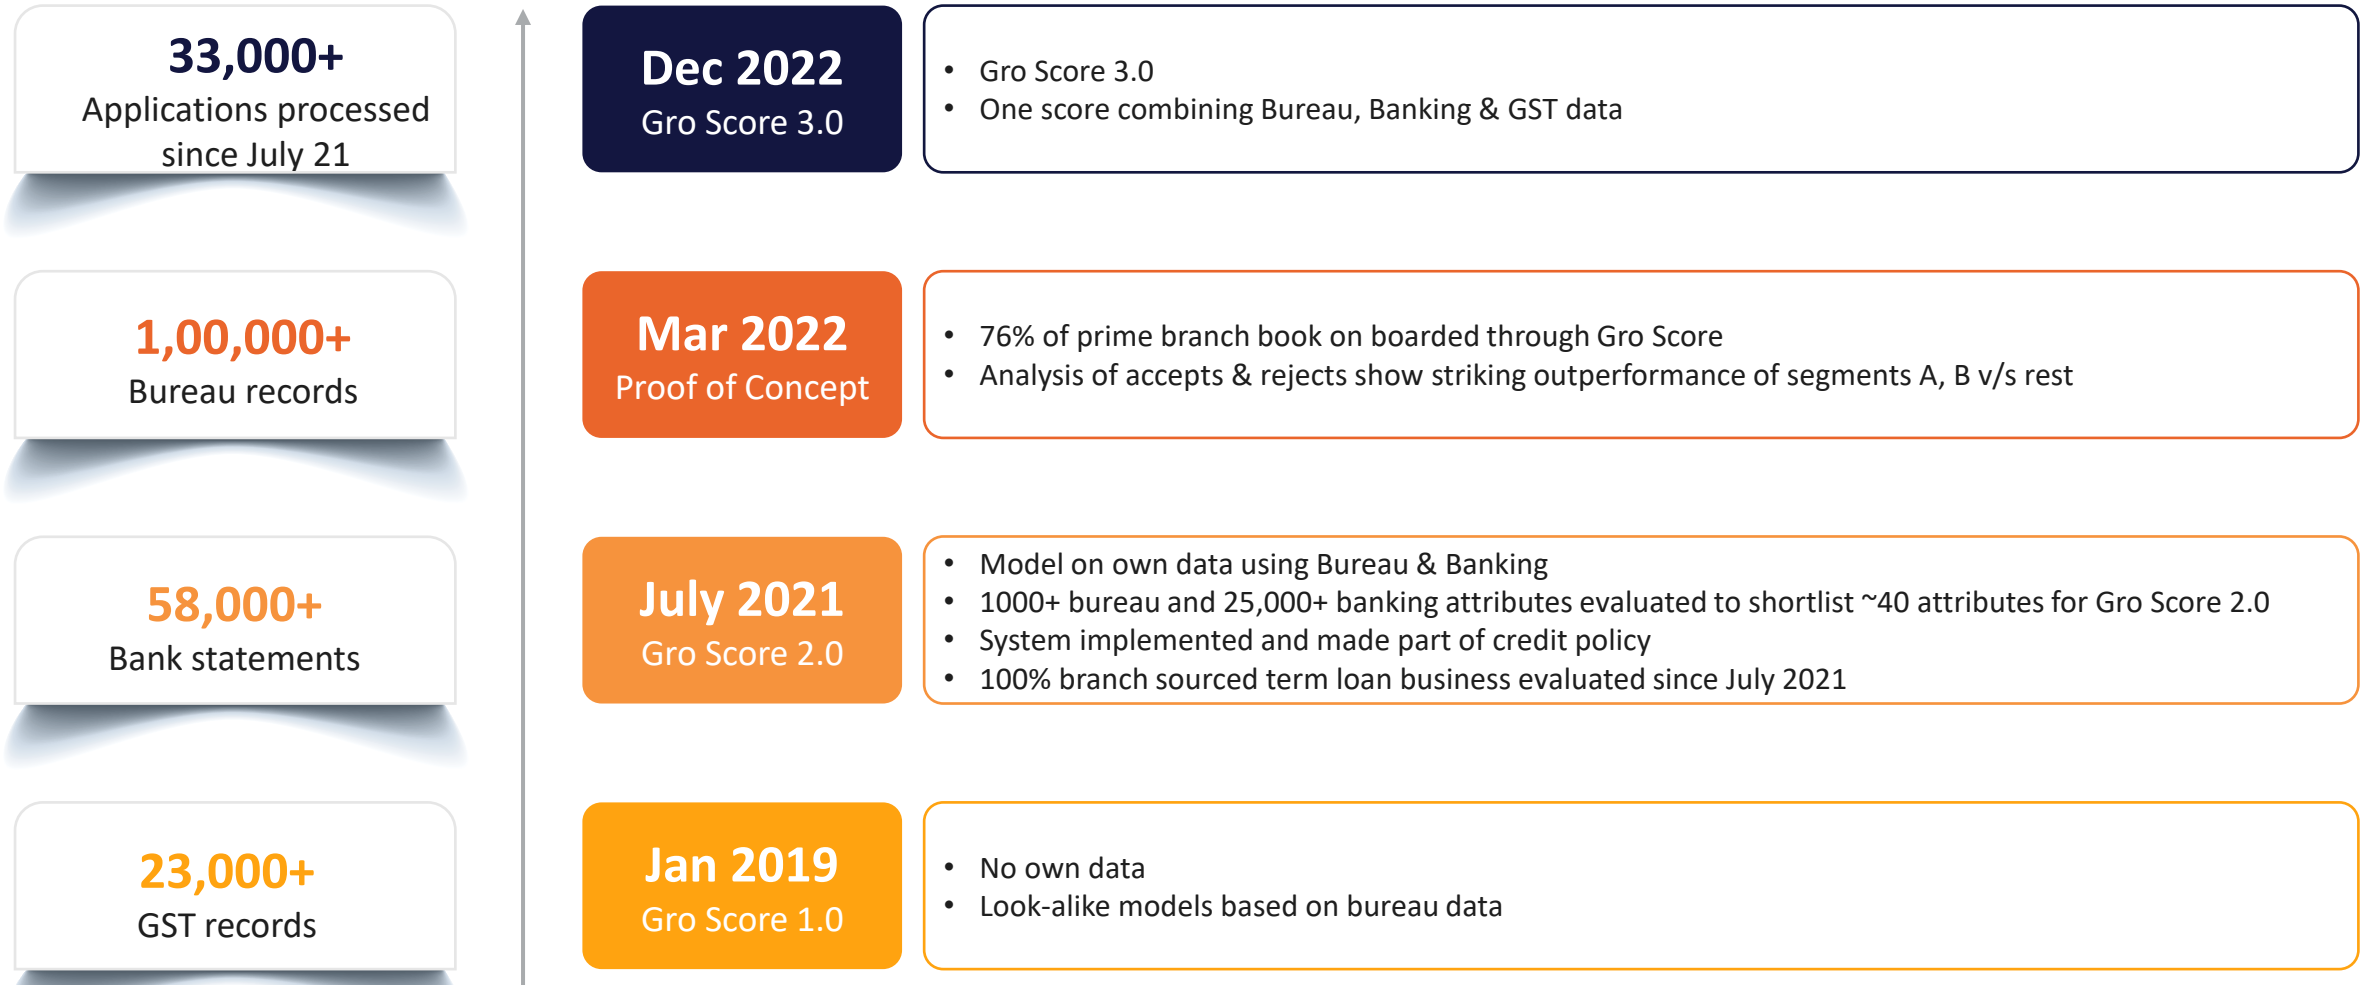 33,000+
Applications processed
since July 21
Dec 2022
Gro Score 3.0
• Gro Score 3.0
• One score combining Bureau, Banking & GST data
1,00,000+
Bureau records
Mar 2022
Proof of Concept
• 76% of prime branch book on boarded through Gro Score
• Analysis of accepts & rejects show striking outperformance of segments A, B v/s rest
58,000+
Bank statements
July 2021
Gro Score 2.0
• Model on own data using Bureau & Banking
• 1000+ bureau and 25,000+ banking attributes evaluated to shortlist ~40 attributes for Gro Score 2.0
• System implemented and made part of credit policy
• 100% branch sourced term loan business evaluated since July 2021
23,000+
GST records
Jan 2019
Gro Score 1.0
• No own data
• Look-alike models based on bureau data